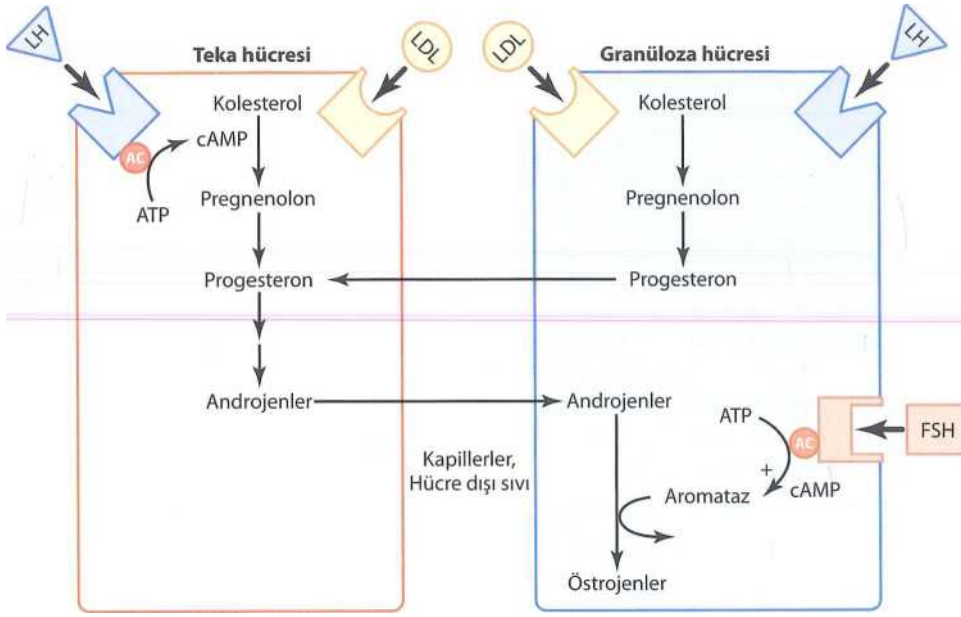 LH
Teka hücresi
LDL
LDL
Granüloza hücresi
LH
Kolesterol
Kolesterol
cAMP
AC
ATP
Pregnenolon
Pregnenolon
Progesteron
Progesteron
Androjenler
Androjenler
ATP
AC
FSH
Kapillerler,
Hücre dışı sıvı
+
cAMP
Aromataz
Östrojenler